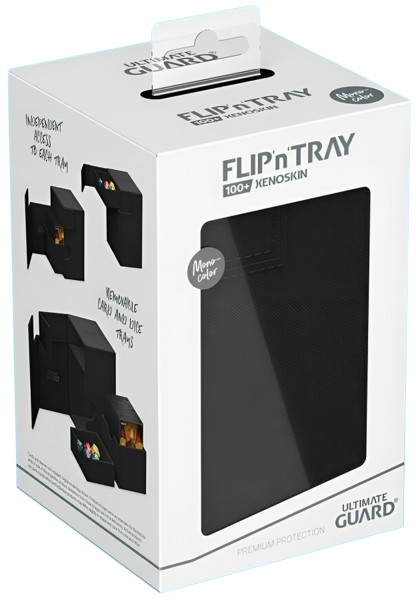 ULTIMATE
GUARD®
FLIP'n'TRAY
100+ XENOSKIN
Mono-
color
INDEPENDENT
ACCESS
TO EACH TRAY
FLIP'n'TRAY
100+ XENOSKIN
Mono-
color
REMOVABLE
CARD AND DICE
TRAYS
ULTIMATE
GUARD®
PREMIUM PROTECTION